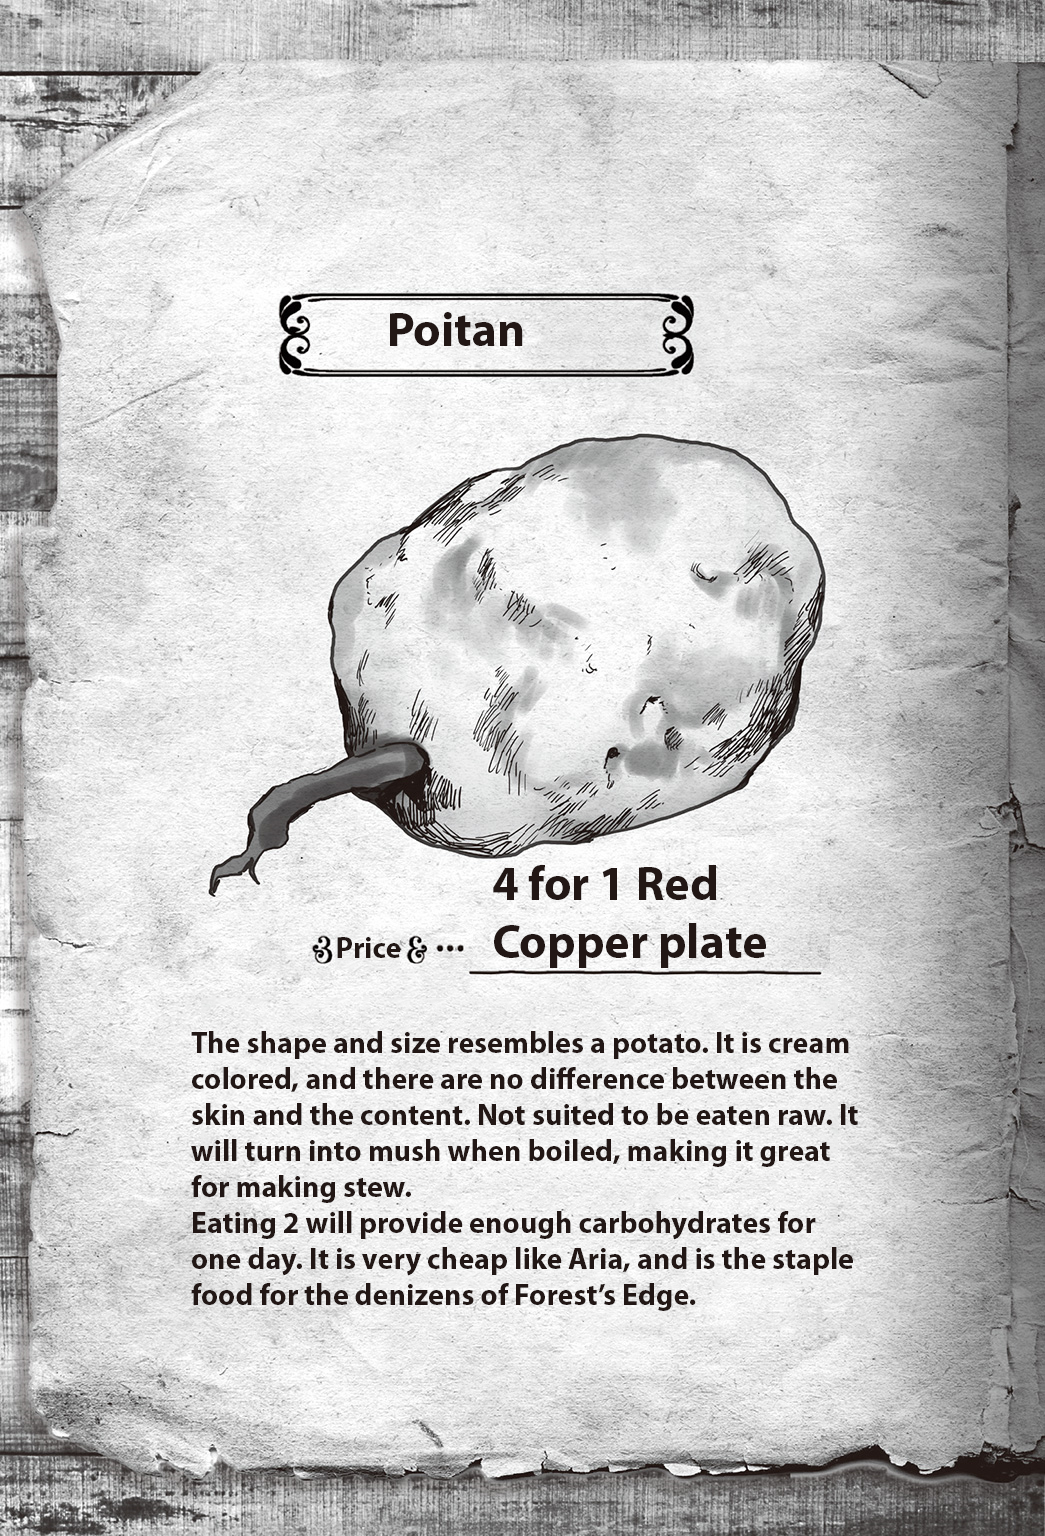 Poitan
4 for 1 Red
Price ... Copper plate
The shape and size resembles a potato. It is cream
colored, and there are no difference between the
skin and the content. Not suited to be eaten raw. It
will turn into mush when boiled, making it great
for making stew.
Eating 2 will provide enough carbohydrates for
one day. It is very cheap like Aria, and is the staple
food for the denizens of Forest’s Edge.